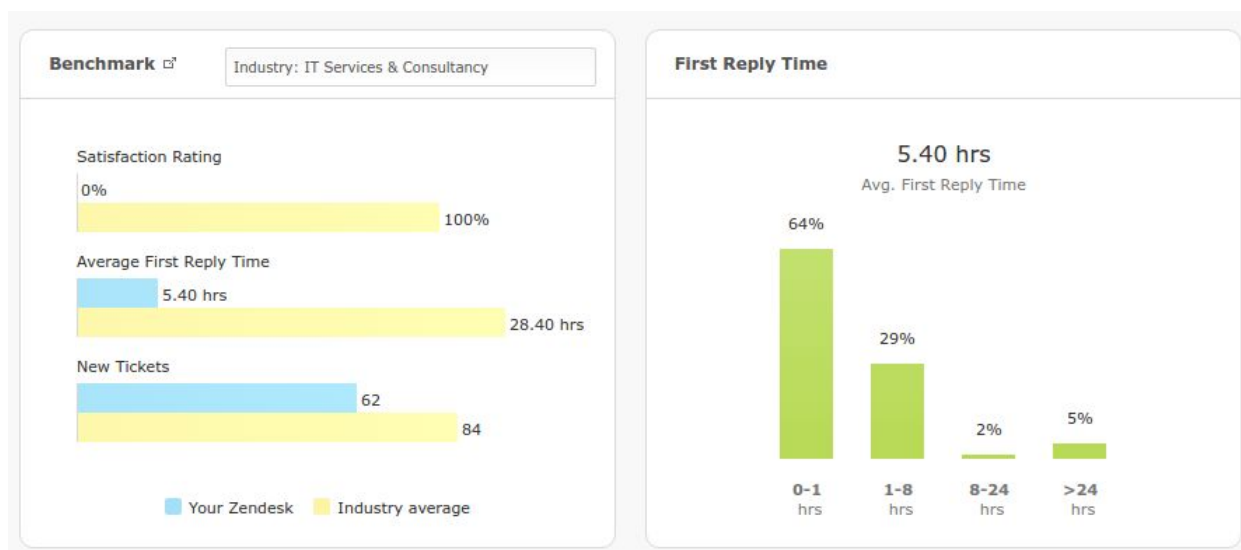 Benchmark
Industry: IT Services & Consultancy
Satisfaction Rating
0%
100%
Average First Reply Time
5.40 hrs
28.40 hrs
New Tickets
62
84
Your Zendesk Industry average
First Reply Time
5.40 hrs
Avg. First Reply Time
64%
29%
2%
5%
0-1 1-8 8-24 >24
hrs hrs hrs hrs